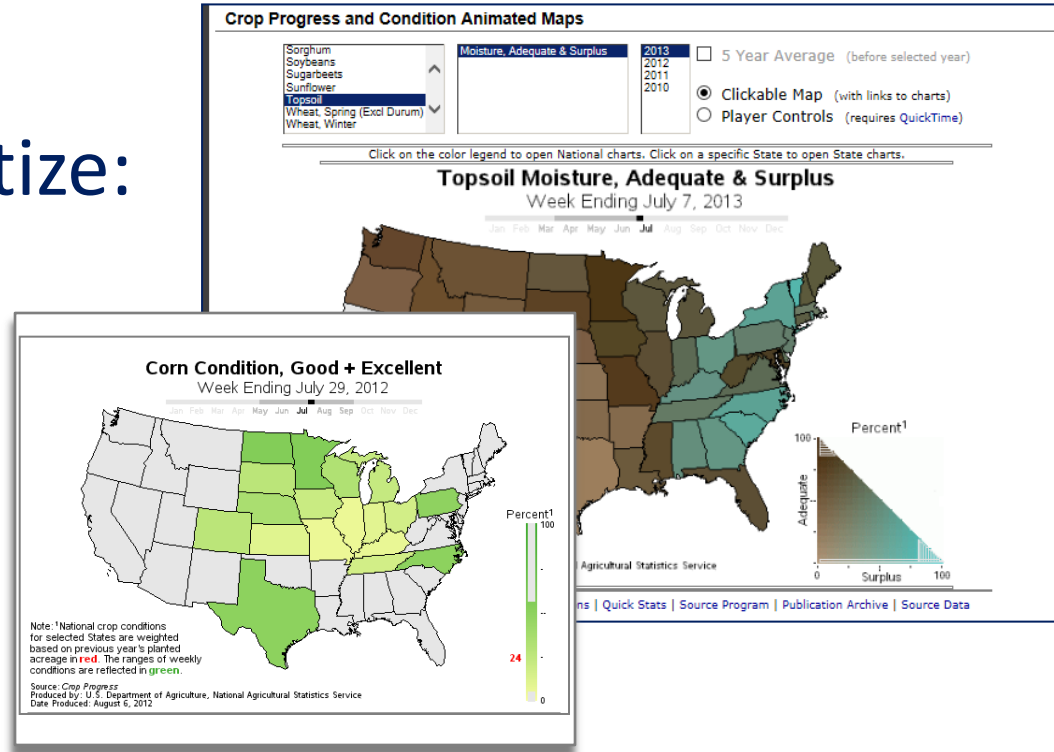 tize:
Crop Progress and Condition Animated Maps
Sorghum
Soybeans
Sugarbeets
Sunflower
Topsoil
Wheat, Spring (Excl Durum)
Wheat, Winter
Moisture, Adequate & Surplus
2013
2012
2011
2010
5 Year Average (before selected year)
Clickable Map (with links to charts)
Player Controls (requires QuickTime)
Click on the color legend to open National charts. Click on a specific State to open State charts.
Topsoil Moisture, Adequate & Surplus
Week Ending July 7, 2013
Jan Feb Mar Apr May Jun Jul Aug Sep Oct Nov Dec
Percent¹
100
Adequate
0
Surplus
100
Agricultural Statistics Service
ns | Quick Stats | Source Program | Publication Archive | Source Data
Corn Condition, Good + Excellent
Week Ending July 29, 2012
Jan Feb Mar Apr May Jun Jul Aug Sep Oct Nov Dec
Percent¹
100
24
0
Note: ¹National crop conditions
for selected States are weighted
based on previous year's planted
acreage in red. The ranges of weekly
conditions are reflected in green.
Source: Crop Progress
Produced by: U.S. Department of Agriculture, National Agricultural Statistics Service
Date Produced: August 6, 2012